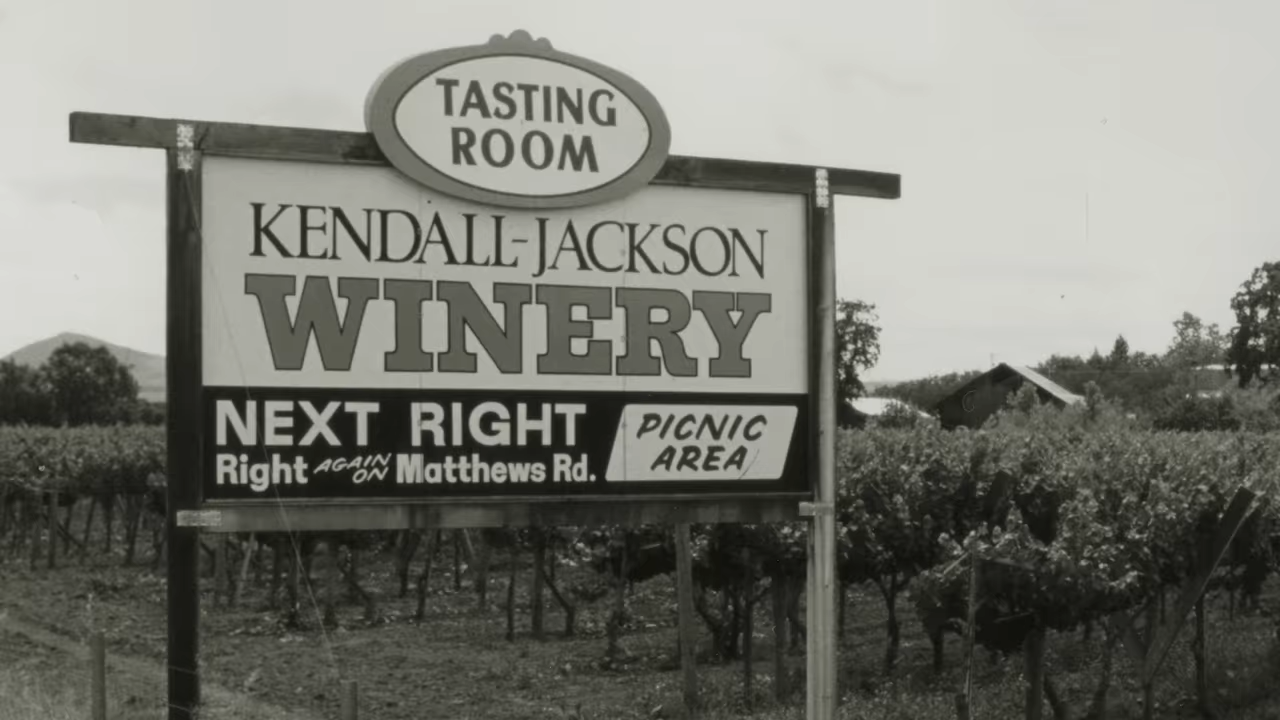 TASTING
ROOM
KENDALL-JACKSON
WINERY
NEXT RIGHT
Right AGAIN ON Matthews Rd.
PICNIC
AREA